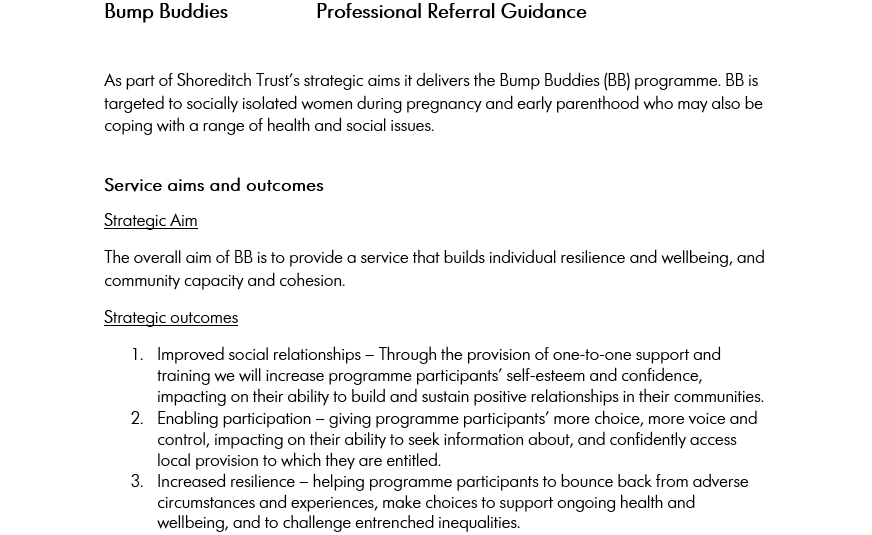 Bump Buddies Professional Referral Guidance
As part of Shoreditch Trust's strategic aims it delivers the Bump Buddies (BB) programme. BB is
targeted to socially isolated women during pregnancy and early parenthood who may also be
coping with a range of health and social issues.
Service aims and outcomes
Strategic Aim
The overall aim of BB is to provide a service that builds individual resilience and wellbeing, and
community capacity and cohesion.
Strategic outcomes
1. Improved social relationships – Through the provision of one-to-one support and
training we will increase programme participants' self-esteem and confidence,
impacting on their ability to build and sustain positive relationships in their communities.
2. Enabling participation – giving programme participants' more choice, more voice and
control, impacting on their ability to seek information about, and confidently access
local provision to which they are entitled.
3. Increased resilience – helping programme participants to bounce back from adverse
circumstances and experiences, make choices to support ongoing health and
wellbeing, and to challenge entrenched inequalities.